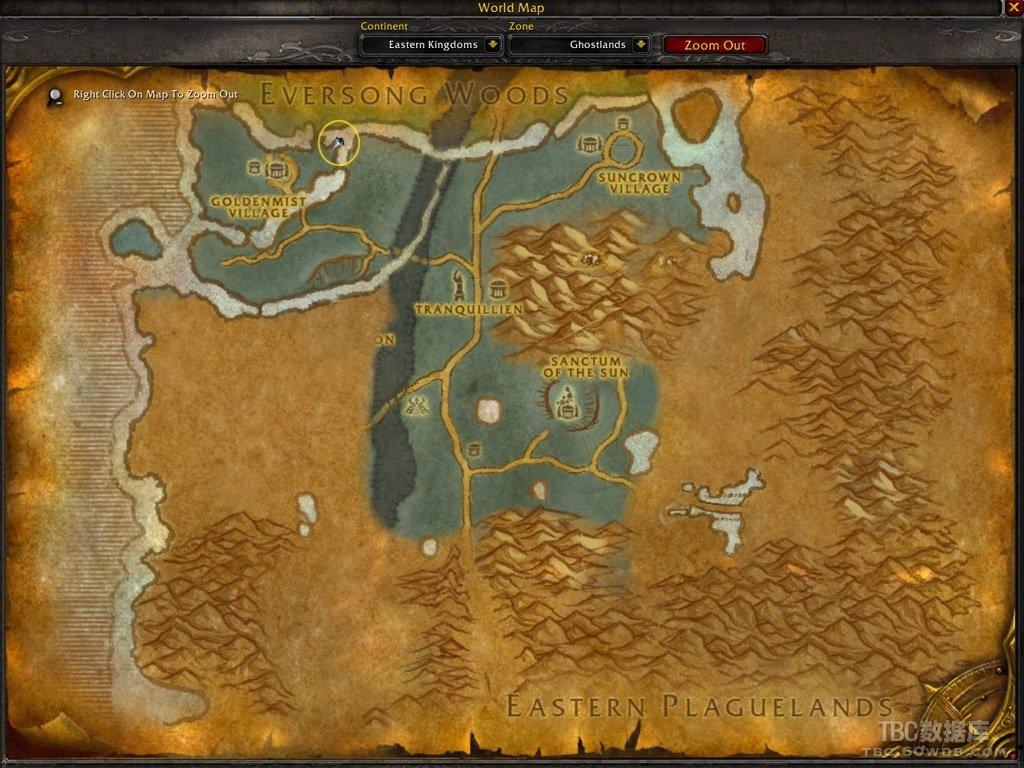 World Map
Continent
Zone
Eastern Kingdoms
Ghostlands
Zoom Out
Right Click On Map To Zoom Out
EVERSONG WOODS
SUNCROWN
VILLAGE
GOLDENMIST
VILLAGE
TRANQUILLIEN
ON
SANCTUM
OF THE SUN
EASTERN PLAGUELANDS
TBC数据库
TBC.60WDB.COM